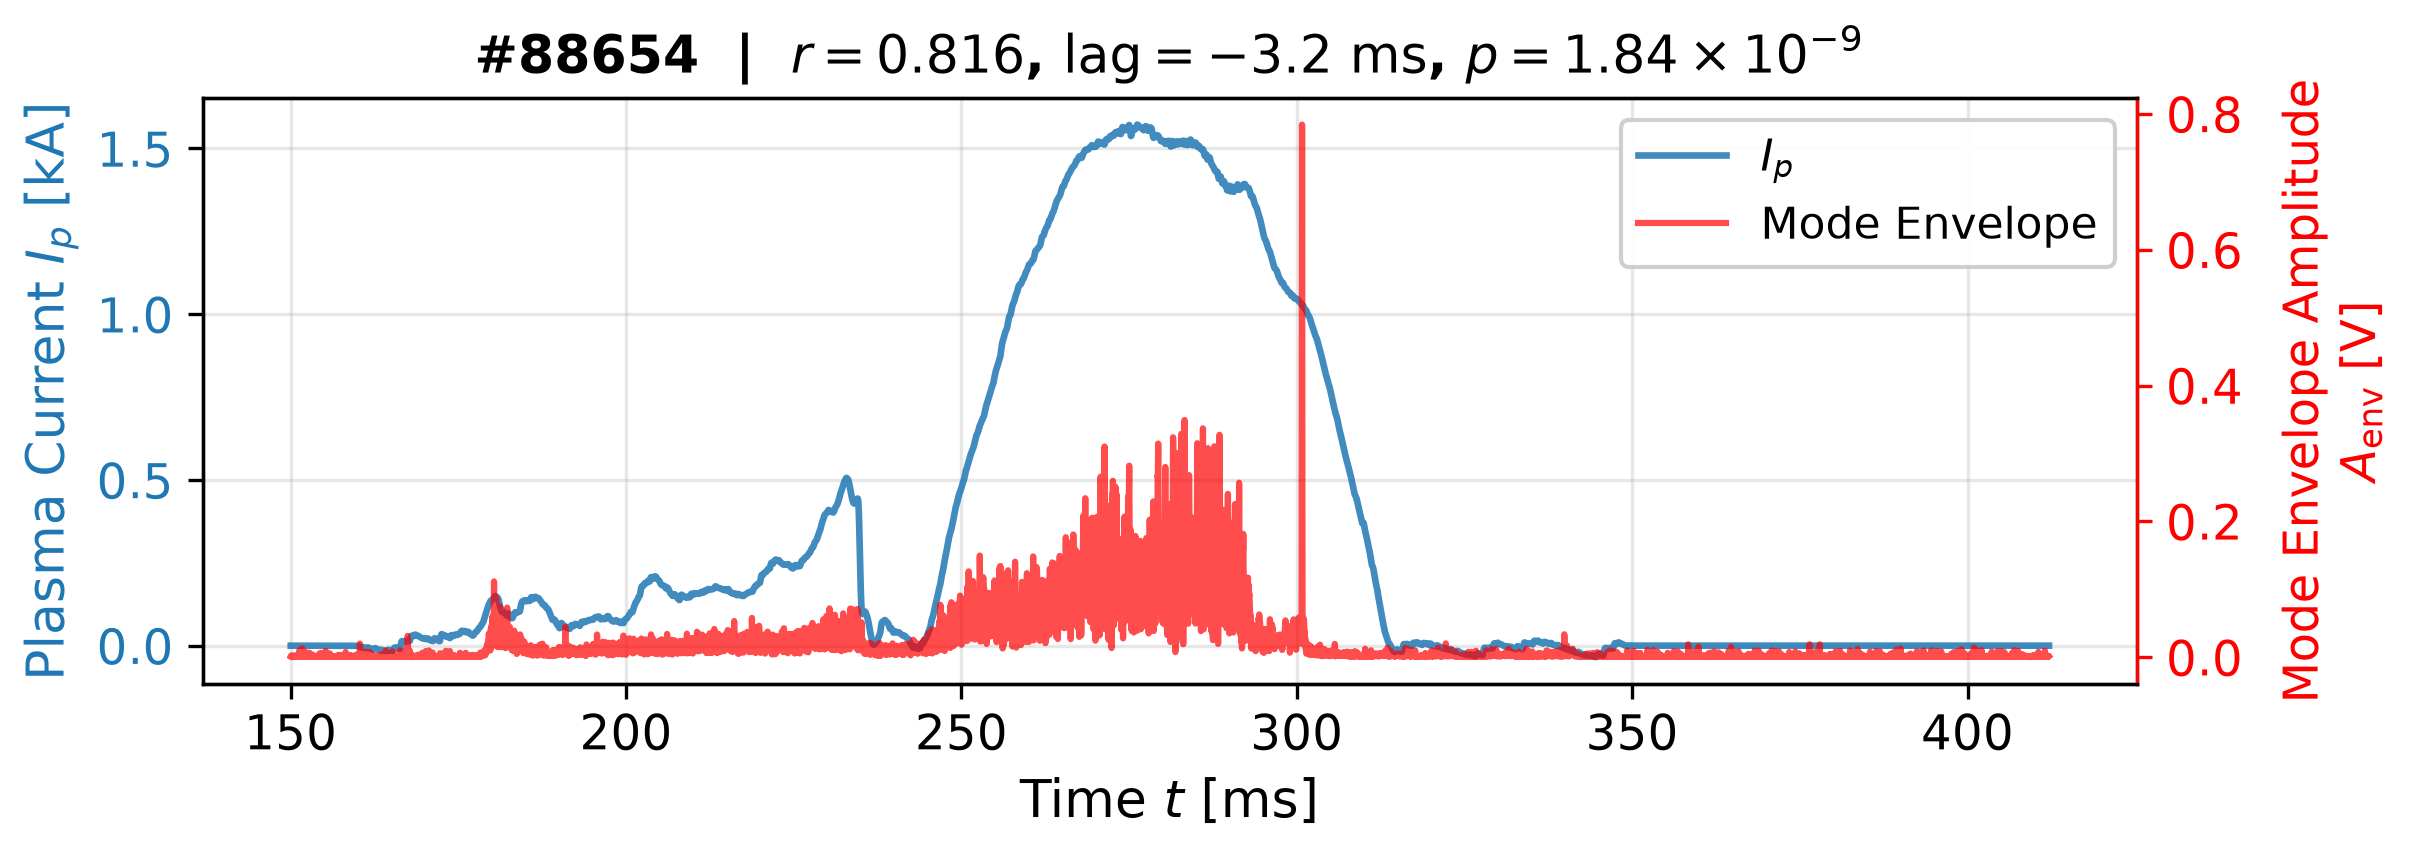 #88654 | r = 0.816, lag = −3.2 ms, p = 1.84 × 10⁻⁹
Plasma Current Iₚ [kA]
1.5
1.0
0.5
0.0
Iₚ
Mode Envelope
0.8
0.6
0.4
0.2
0.0
Mode Envelope Amplitude
A_env [V]
150 200 250 300 350 400
Time t [ms]